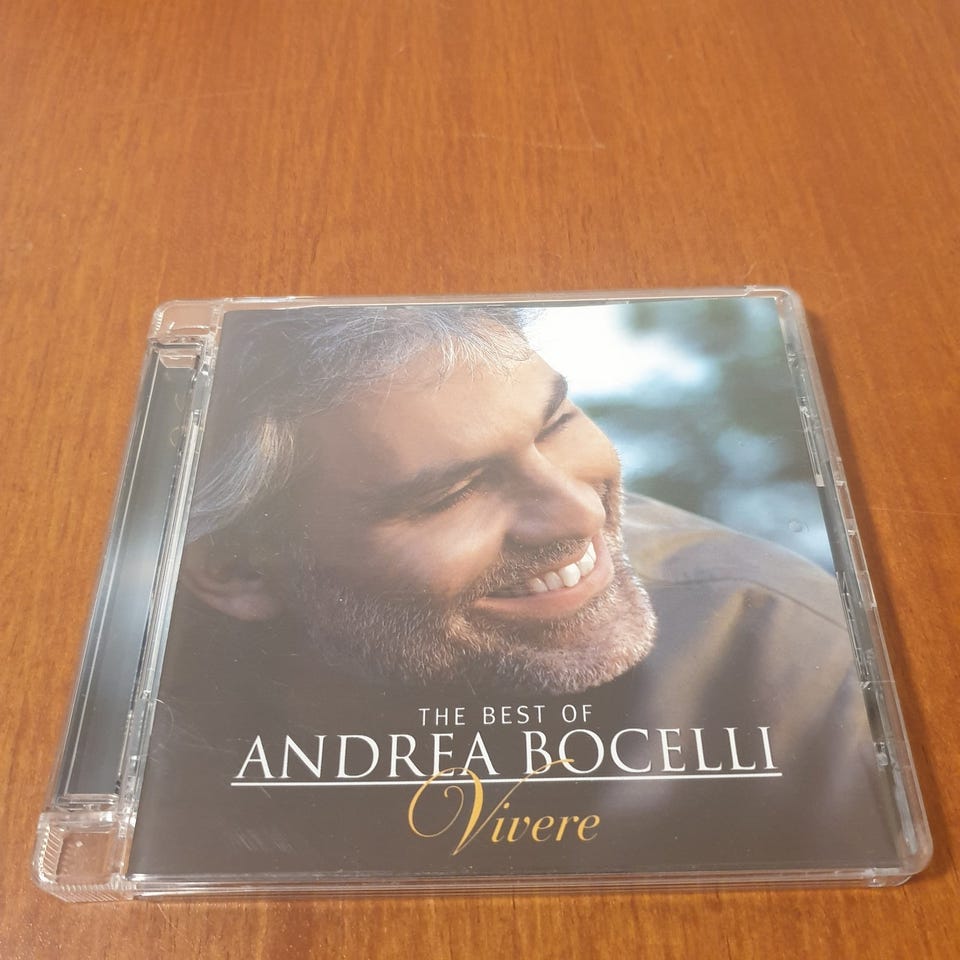 THE BEST OF
ANDREA BOCELLI
Vivere